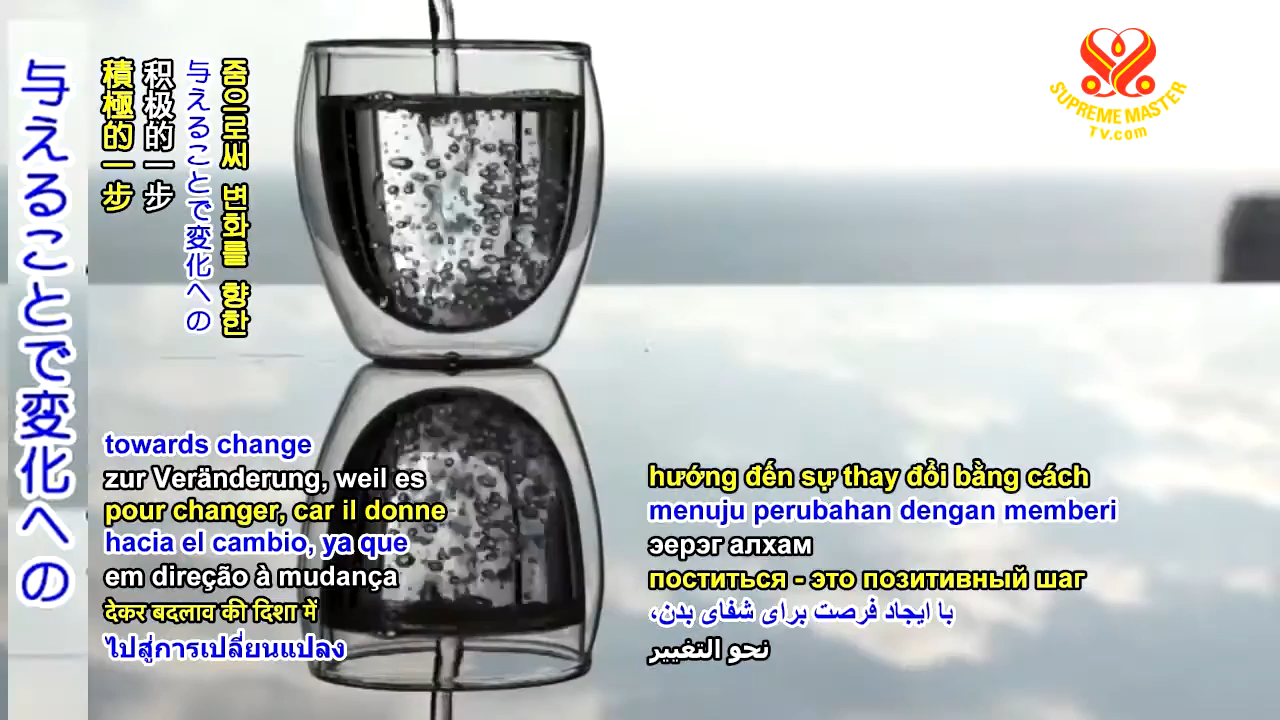 与えることで変化への
積極的一步
积极的一步
与えることで変化への
줌으로써 변화를 향한
SUPREME MASTER
TV.com
towards change
zur Veränderung, weil es
pour changer, car il donne
hacia el cambio, ya que
em direção à mudança
देकर बदलाव की दिशा में
ไปสู่การเปลี่ยนแปลง
hướng đến sự thay đổi bằng cách
menuju perubahan dengan memberi
эерэг алхам
поститься - это позитивный шаг
با ایجاد فرصت برای شفای بدن،
نحو التغيير